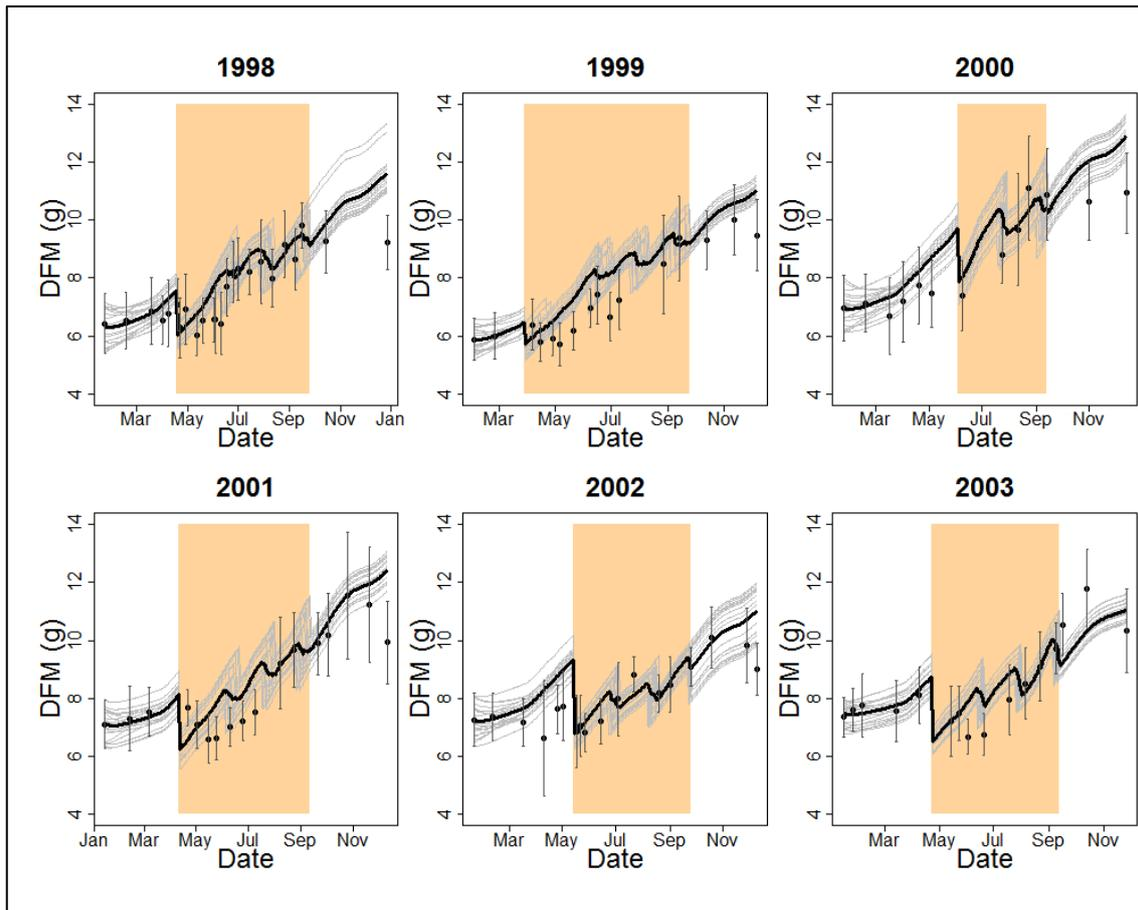 1998
1999
2000
DFM (g)
4 6 8 10 12 14
Mar May Jul Sep Nov Jan
Date
DFM (g)
4 6 8 10 12 14
Mar May Jul Sep Nov
Date
DFM (g)
4 6 8 10 12 14
Mar May Jul Sep Nov
Date
2001
2002
2003
DFM (g)
4 6 8 10 12 14
Jan Mar May Jul Sep Nov
Date
DFM (g)
4 6 8 10 12 14
Mar May Jul Sep Nov
Date
DFM (g)
4 6 8 10 12 14
Mar May Jul Sep Nov
Date